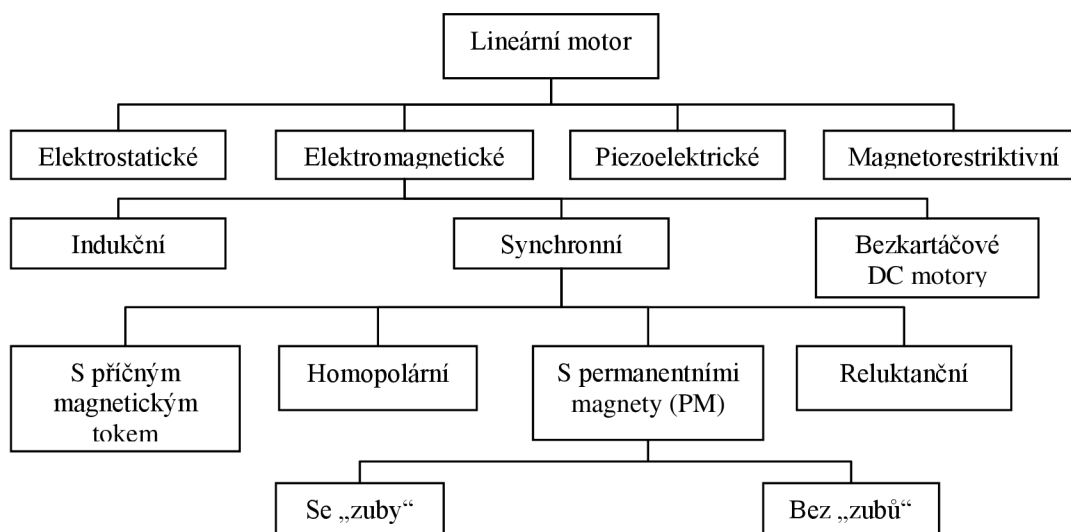 Lineární motor
Elektrostatické
Elektromagnetické
Piezoelektrické
Magnetorestriktivní
Indukční
Synchronní
Bezkartáčové
DC motory
S příčným
magnetickým
tokem
Homopolární
S permanentními
magnety (PM)
Reluktanční
Se „zuby“
Bez „zubů“